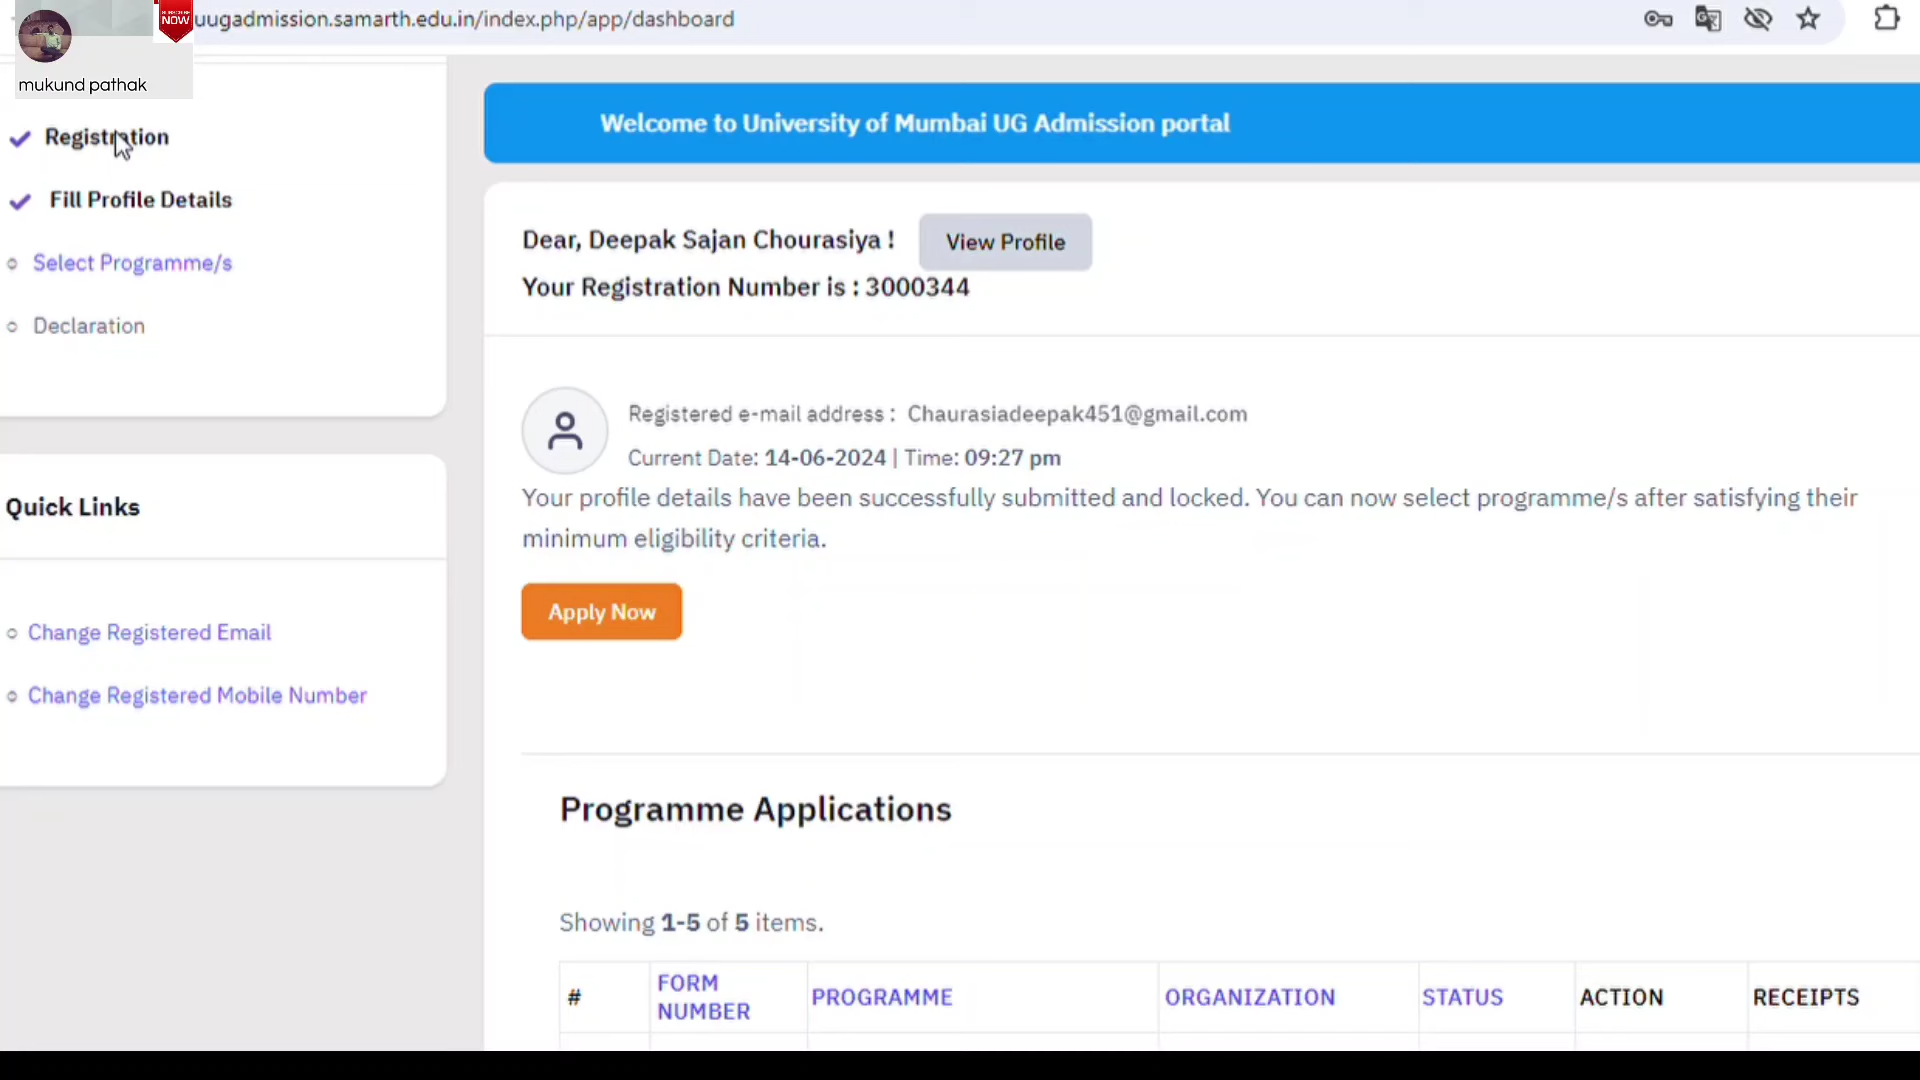 uugadmission.samarth.edu.in/index.php/app/dashboard
SUBSCRIBE
NOW
mukund pathak
Registration
Fill Profile Details
Select Programme/s
Declaration
Quick Links
Change Registered Email
Change Registered Mobile Number
Welcome to University of Mumbai UG Admission portal
Dear, Deepak Sajan Chourasiya !
View Profile
Your Registration Number is : 3000344
Registered e-mail address : Chaurasiadeepak451@gmail.com
Current Date: 14-06-2024 | Time: 09:27 pm
Your profile details have been successfully submitted and locked. You can now select programme/s after satisfying their
minimum eligibility criteria.
Apply Now
Programme Applications
Showing 1-5 of 5 items.
# FORM NUMBER PROGRAMME ORGANIZATION STATUS ACTION RECEIPTS